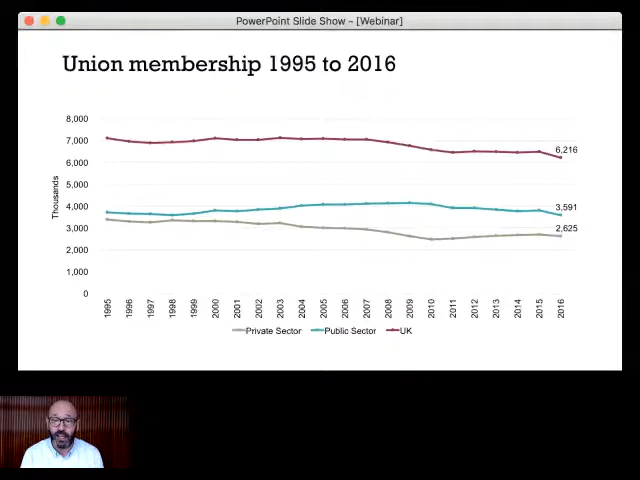 PowerPoint Slide Show ~ [Webinar]
Union membership 1995 to 2016
8,000
7,000
6,000
5,000
4,000
3,000
2,000
1,000
0
Thousands
6,216
3,591
2,625
1995 1996 1997 1998 1999 2000 2001 2002 2003 2004 2005 2006 2007 2008 2009 2010 2011 2012 2013 2014 2015 2016
Private Sector Public Sector UK